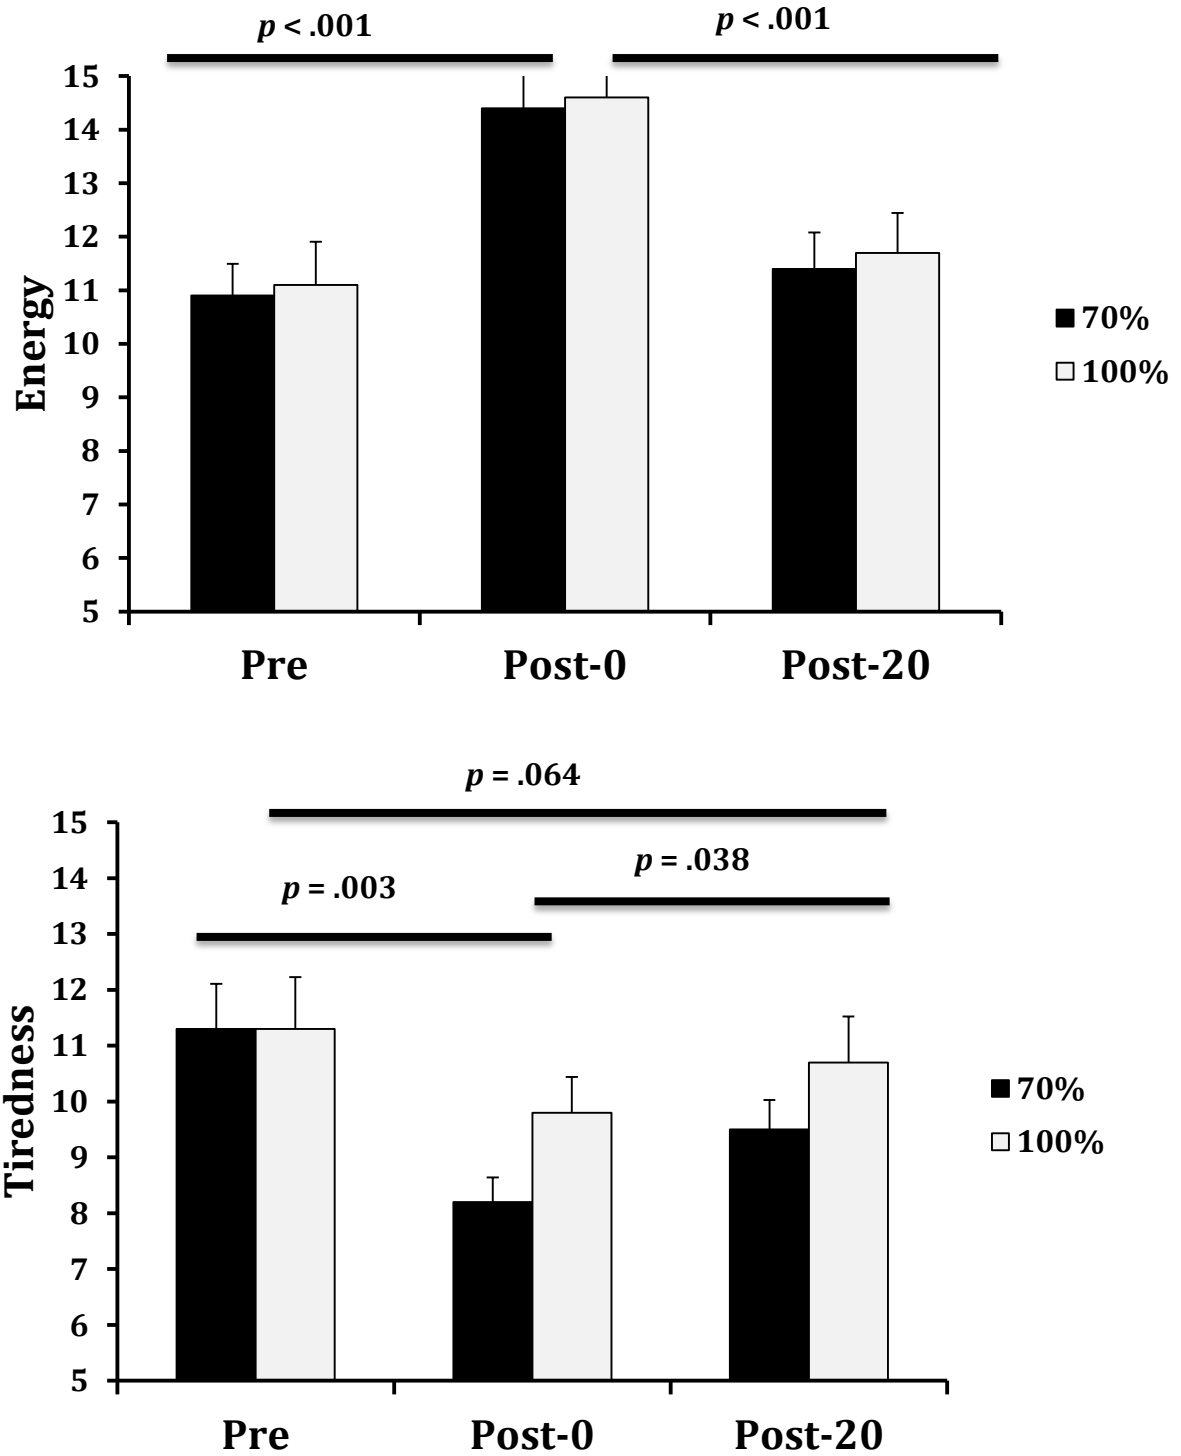 p < .001
p < .001
15
14
13
12
11
10
9
8
7
6
5
Energy
70%
100%
Pre Post-0 Post-20
p = .064
p = .038
p = .003
15
14
13
12
11
10
9
8
7
6
5
Tiredness
70%
100%
Pre Post-0 Post-20